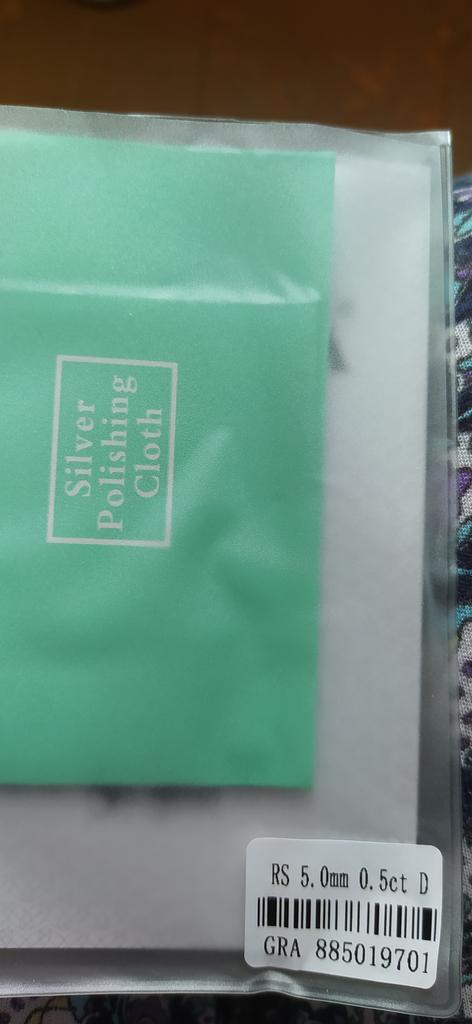 Silver
Polishing
Cloth
RS 5.0mm 0.5ct D
GRA 885019701